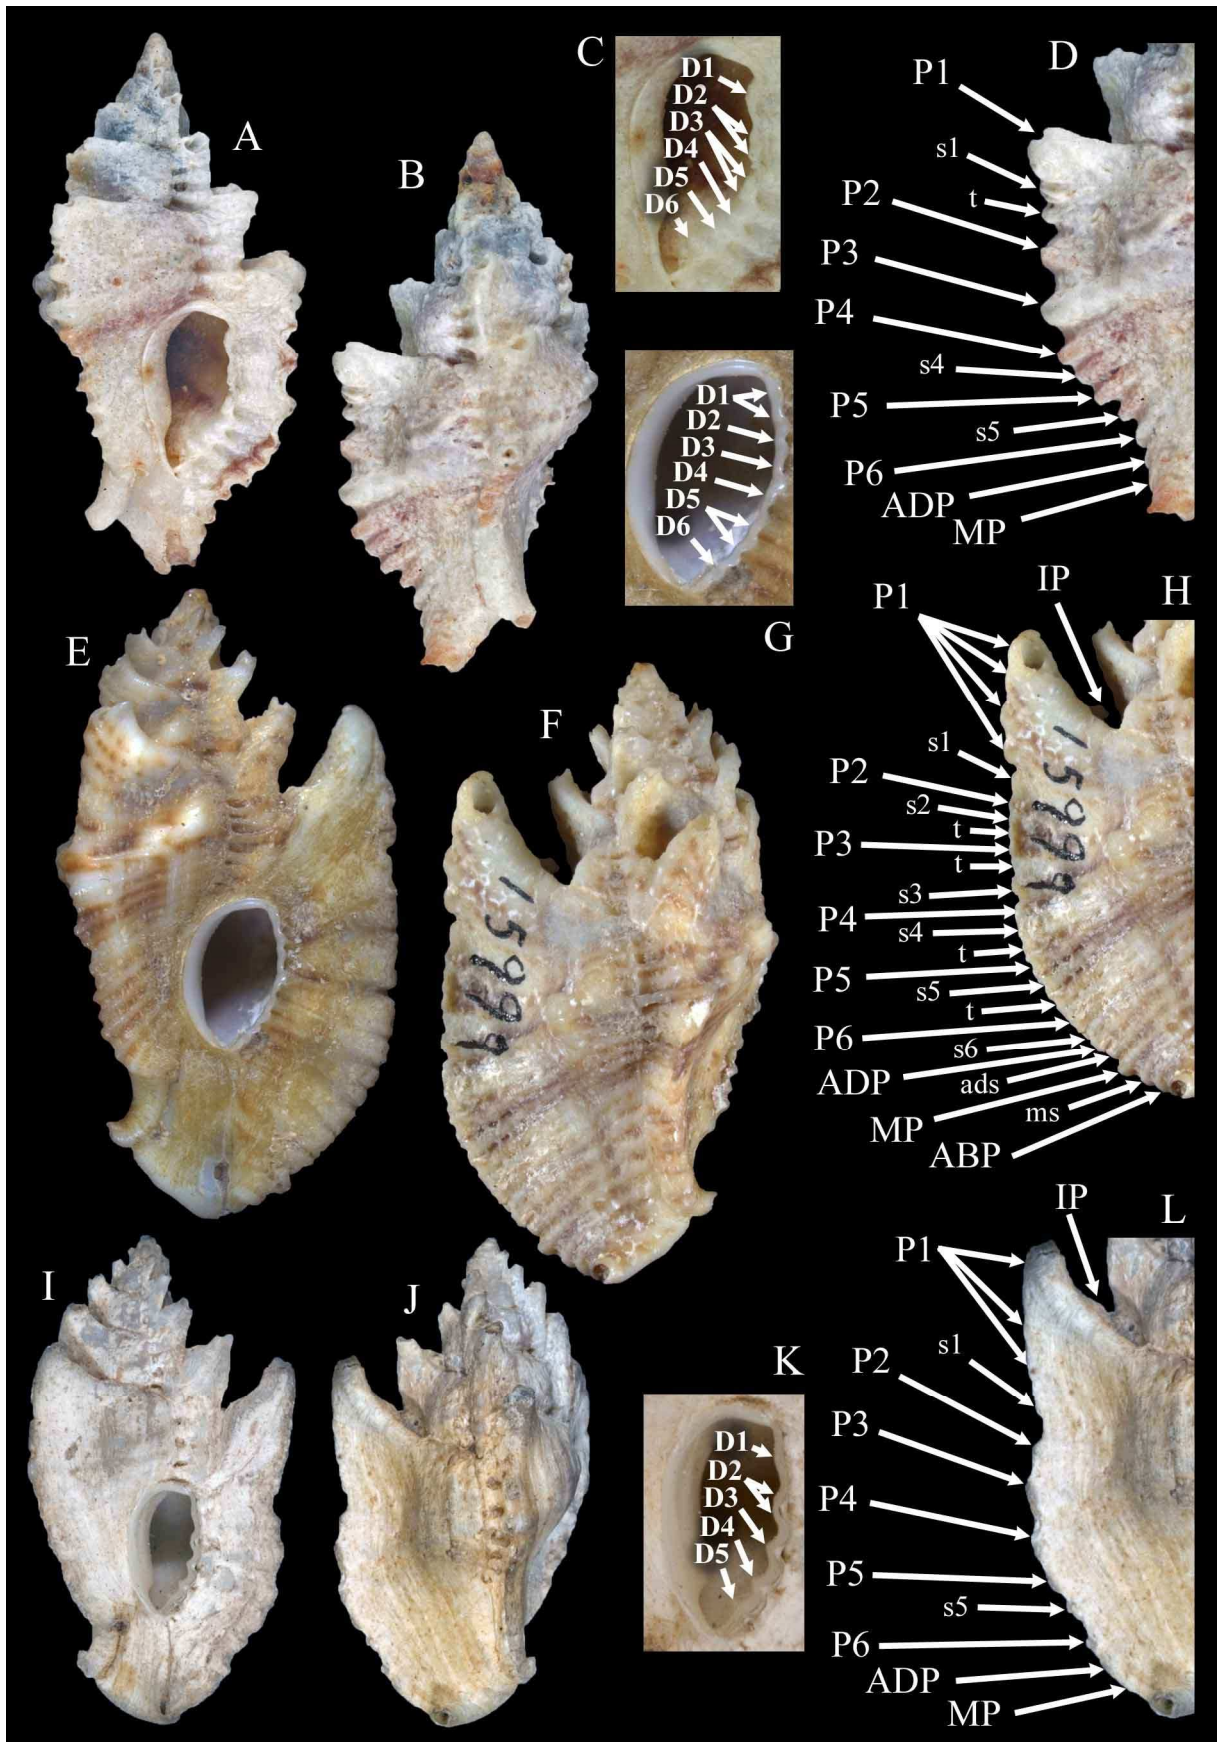 A
B
C
D1
D2
D3
D4
D5
D6
D
P1
s1
t
P2
P3
P4
s4
P5
s5
P6
ADP
MP
E
F
G
D1
D2
D3
D4
D5
D6
15999
H
P1
IP
s1
P2
s2
t
P3
t
s3
P4
s4
t
P5
s5
t
P6
s6
ADP
ads
MP
ms
ABP
15999
I
J
K
D1
D2
D3
D4
D5
L
IP
P1
s1
P2
P3
P4
P5
s5
P6
ADP
MP